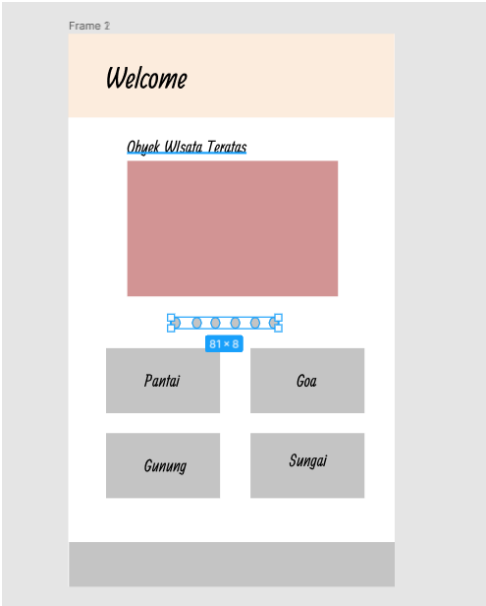 Frame 2
Welcome
Obyek WIsata Teratas
81 × 8
Pantai
Goa
Gunung
Sungai